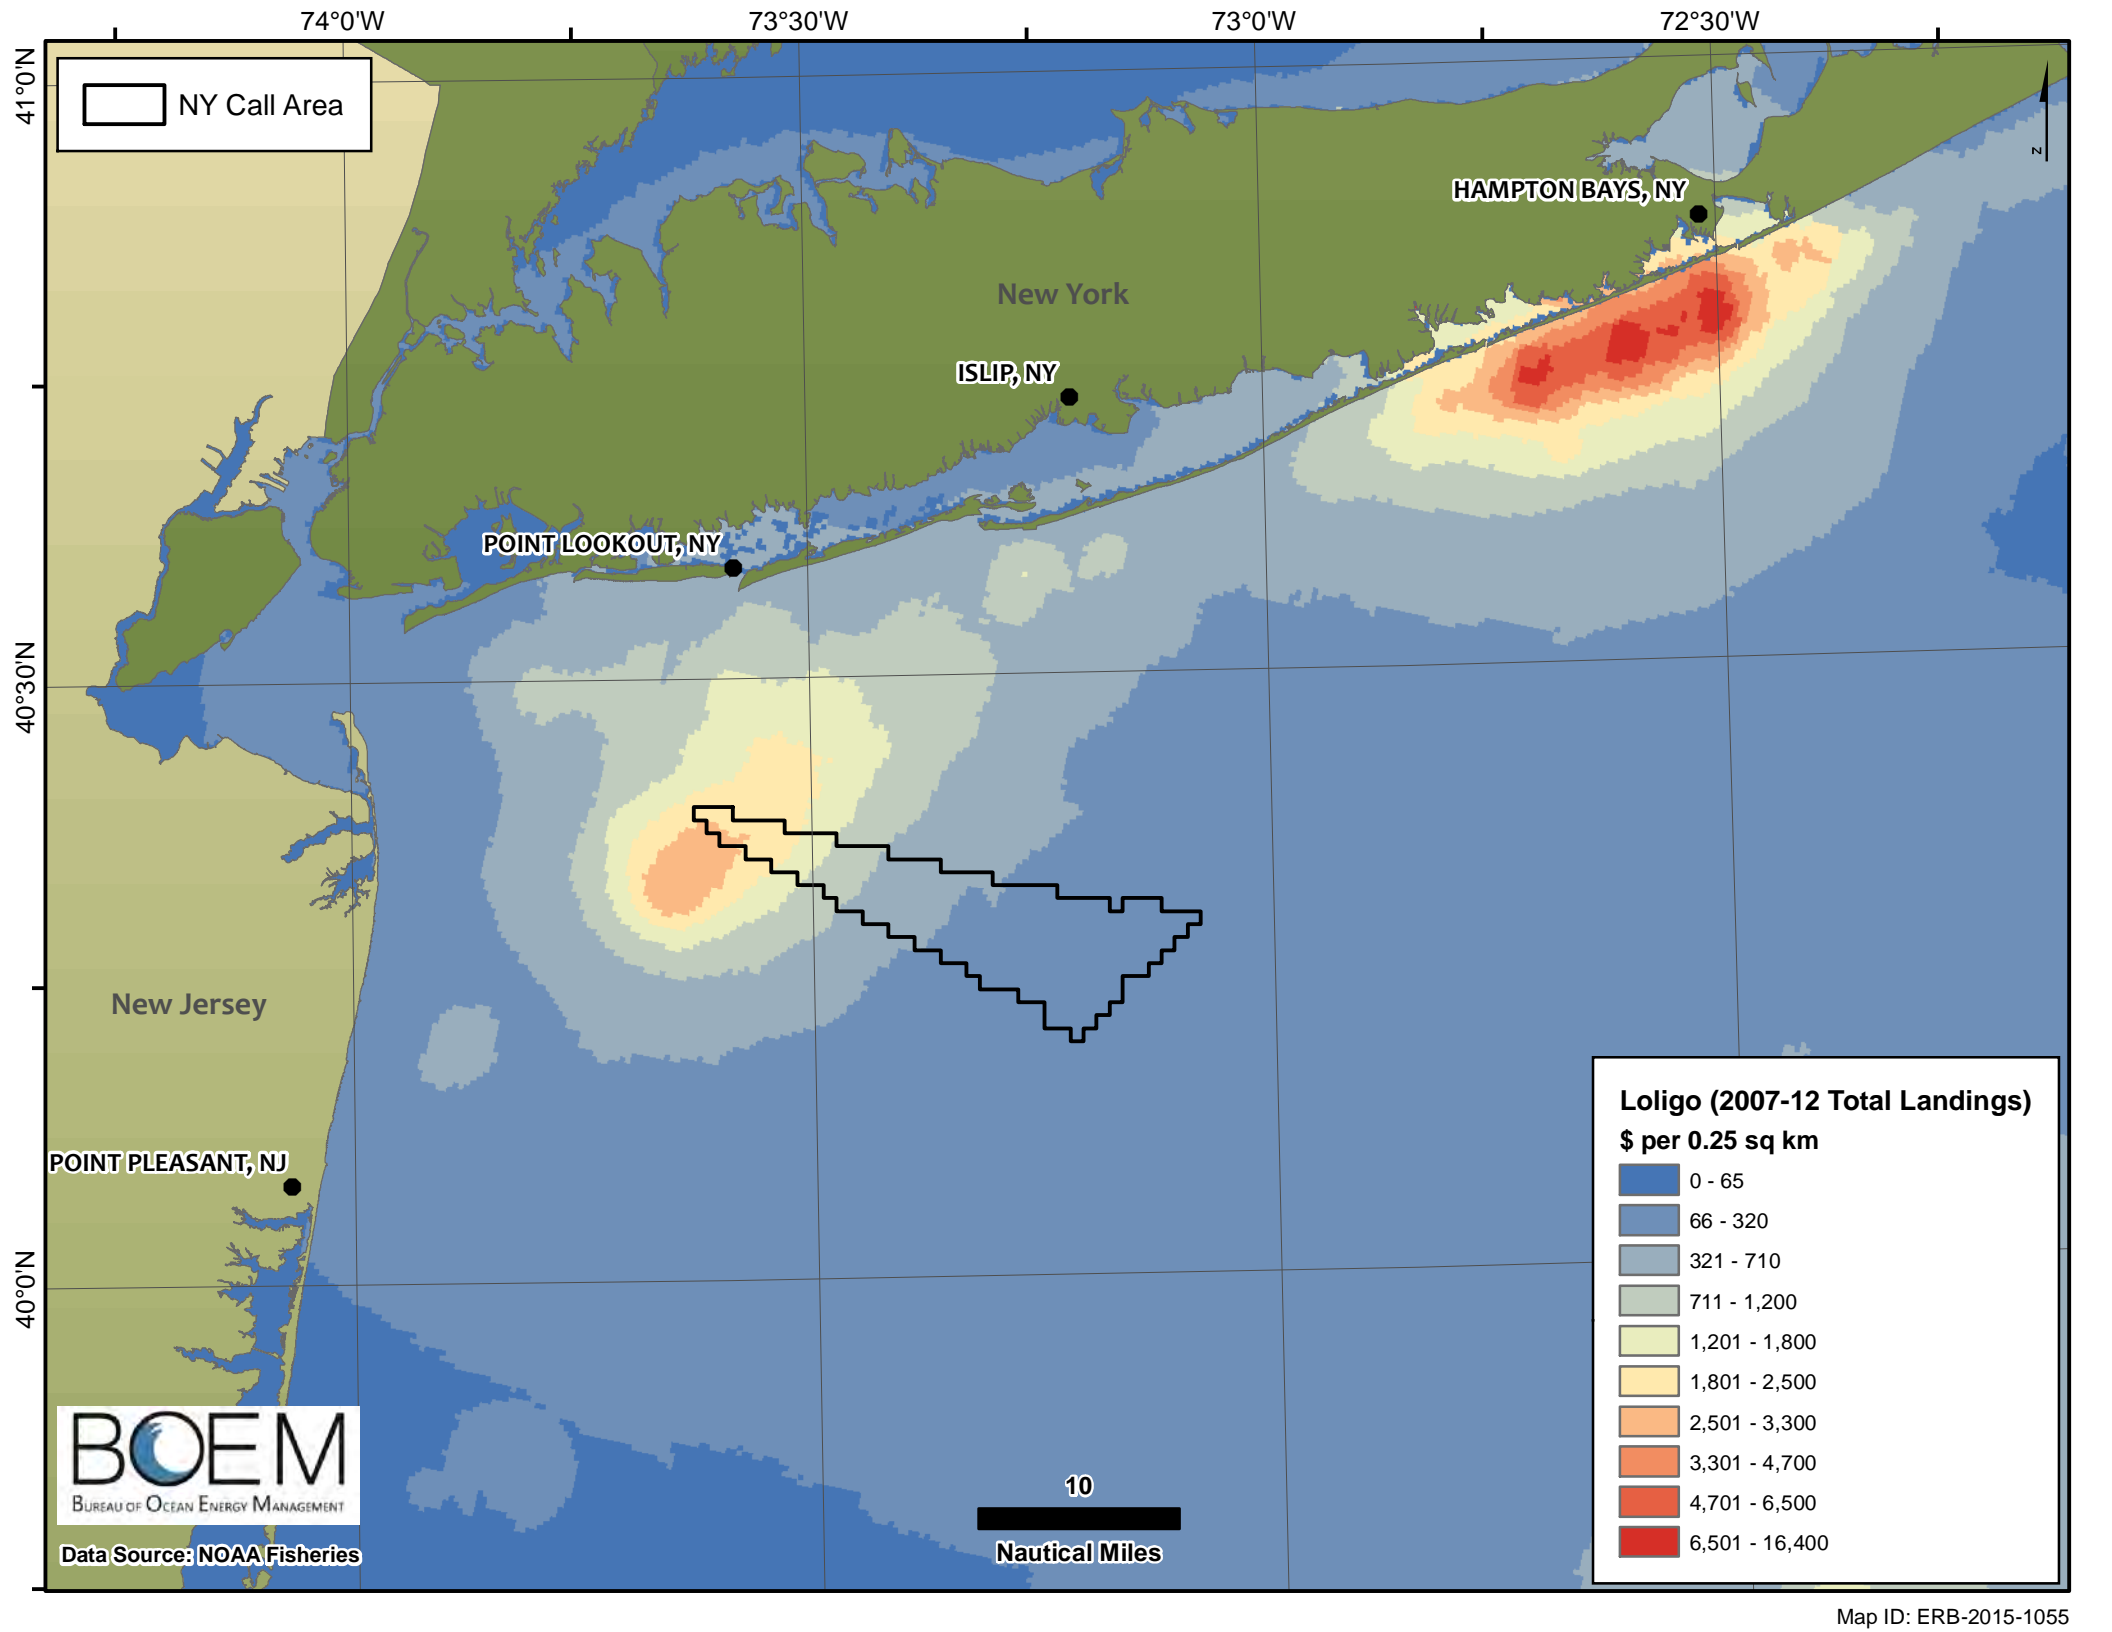 74°0'W
73°30'W
73°0'W
72°30'W
41°0'N
NY Call Area
z
HAMPTON BAYS, NY
New York
ISLIP, NY
POINT LOOKOUT, NY
40°30'N
New Jersey
POINT PLEASANT, NJ
40°0'N
Loligo (2007-12 Total Landings)
$ per 0.25 sq km
0 - 65
66 - 320
321 - 710
711 - 1,200
1,201 - 1,800
1,801 - 2,500
2,501 - 3,300
3,301 - 4,700
4,701 - 6,500
6,501 - 16,400
BOEM
BUREAU OF OCEAN ENERGY MANAGEMENT
Data Source: NOAA Fisheries
10
Nautical Miles
Map ID: ERB-2015-1055